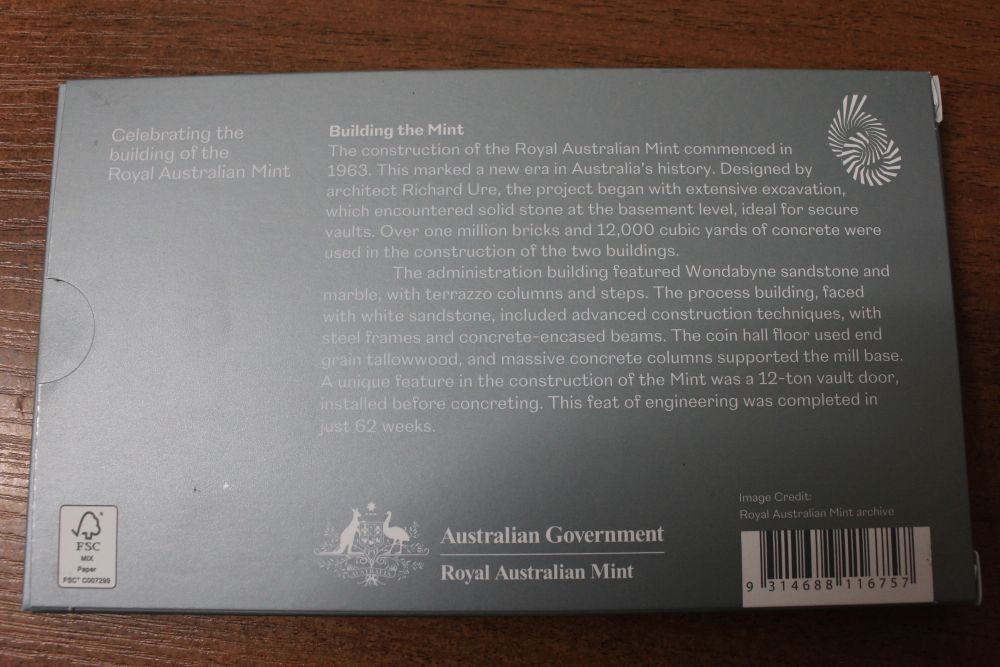 Celebrating the
building of the
Royal Australian Mint
Building the Mint
The construction of the Royal Australian Mint commenced in
1963. This marked a new era in Australia's history. Designed by
architect Richard Ure, the project began with extensive excavation,
which encountered solid stone at the basement level, ideal for secure
vaults. Over one million bricks and 12,000 cubic yards of concrete were
used in the construction of the two buildings.
The administration building featured Wondabyne sandstone and
marble, with terrazzo columns and steps. The process building, faced
with white sandstone, included advanced construction techniques, with
steel frames and concrete-encased beams. The coin hall floor used end
grain tallowwood, and massive concrete columns supported the mill base.
A unique feature in the construction of the Mint was a 12-ton vault door,
installed before concreting. This feat of engineering was completed in
just 62 weeks.
FSC
MIX
Paper
FSC® C007299
AUSTRALIA
Australian Government
Royal Australian Mint
Image Credit:
Royal Australian Mint archive
9 314688 116757